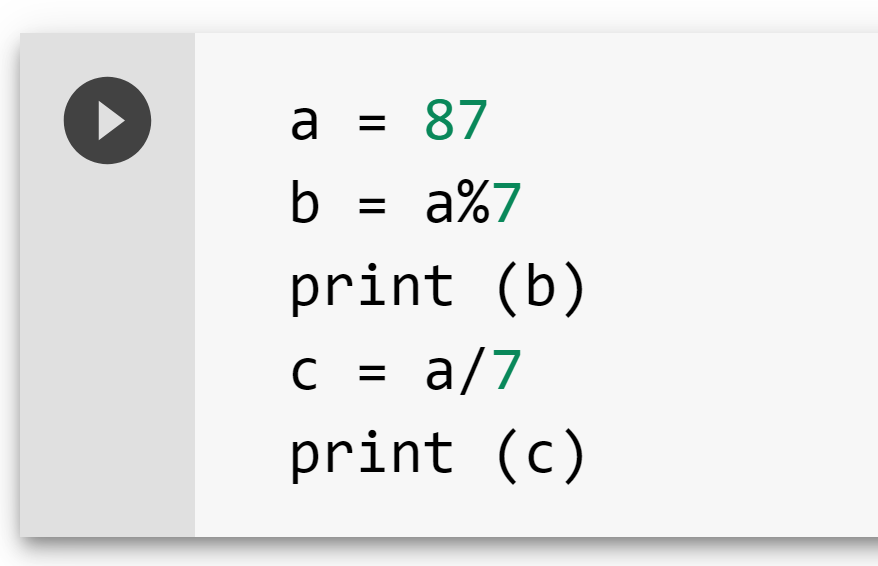 a = 87
b = a%7
print (b)
c = a/7
print (c)